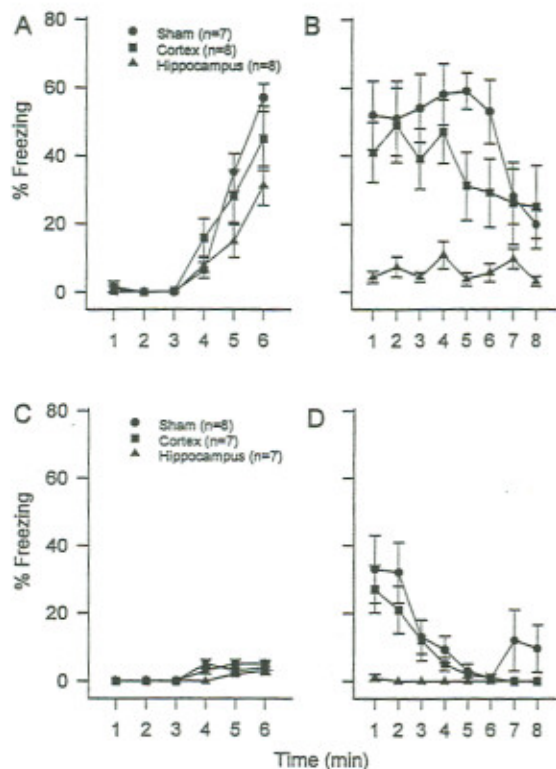 A
Sham (n=7)
Cortex (n=8)
Hippocampus (n=8)
B
80
60
40
20
0
% Freezing
1 2 3 4 5 6
1 2 3 4 5 6 7 8
C
Sham (n=8)
Cortex (n=7)
Hippocampus (n=7)
D
80
60
40
20
0
% Freezing
1 2 3 4 5 6
1 2 3 4 5 6 7 8
Time (min)